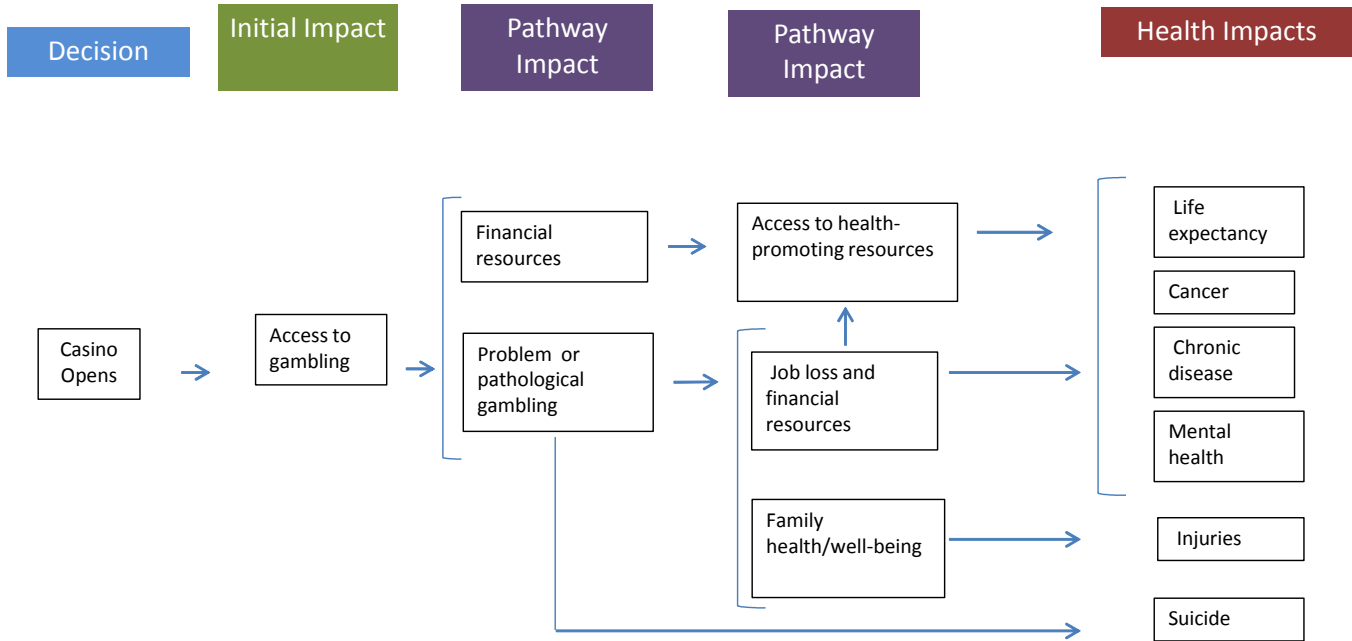 Decision
Initial Impact
Pathway
Impact
Pathway
Impact
Health Impacts
Casino
Opens
Access to
gambling
Financial
resources
Problem or
pathological
gambling
Access to health-
promoting resources
Job loss and
financial
resources
Family
health/well-being
Life
expectancy
Cancer
Chronic
disease
Mental
health
Injuries
Suicide